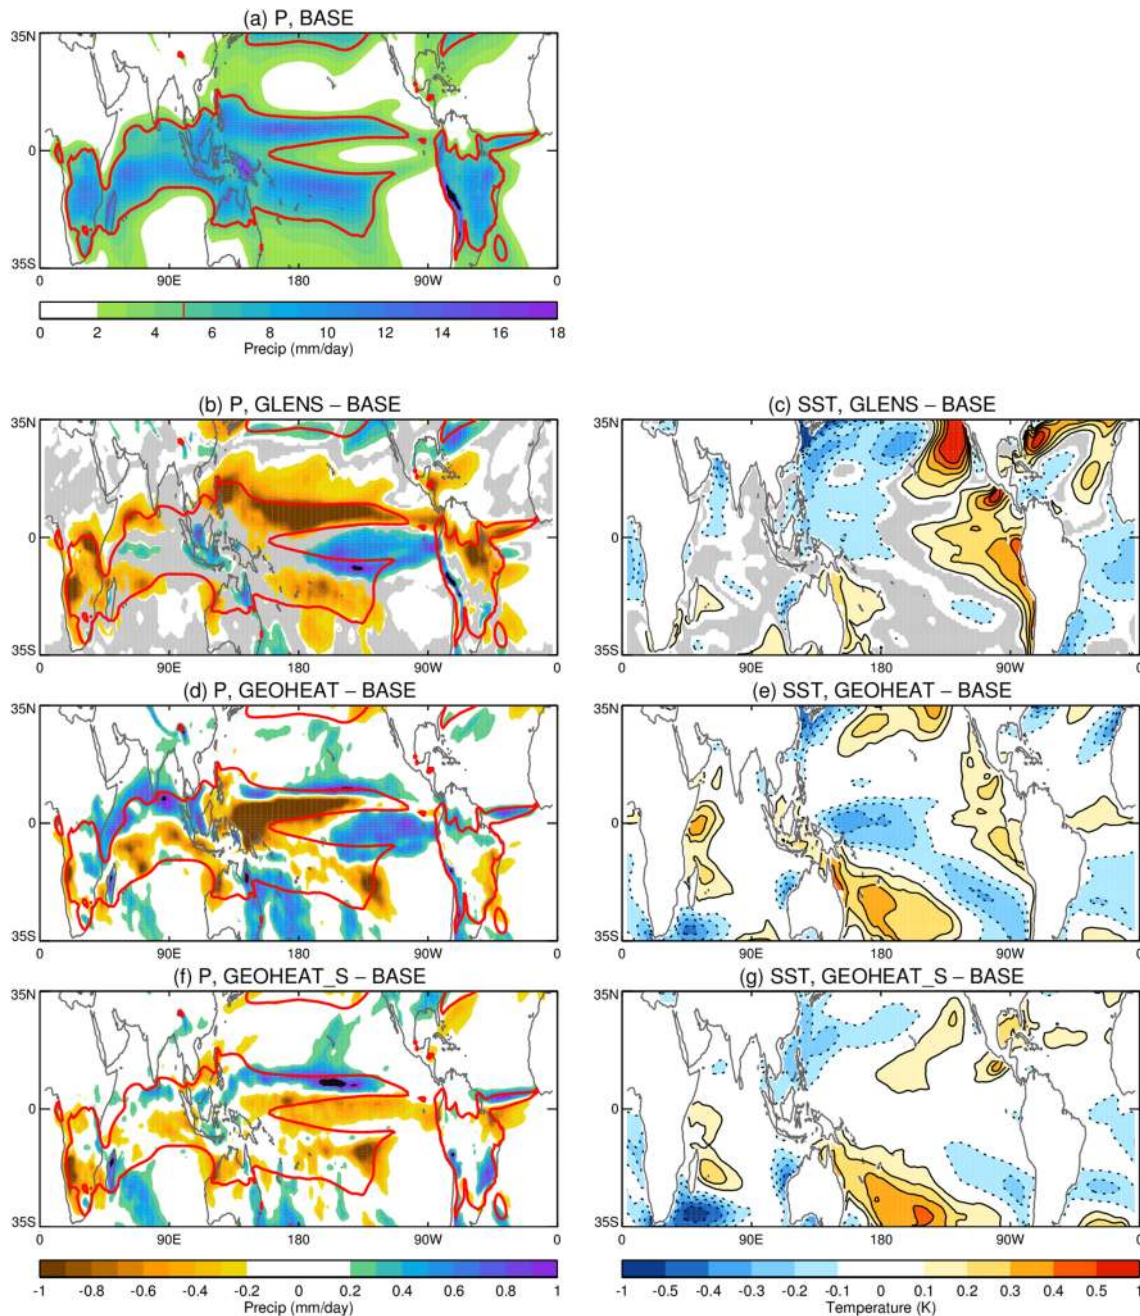 (a) P, BASE
35N
0
35S
0 90E 180 90W 0
0 2 4 6 8 10 12 14 16 18
Precip (mm/day)
(b) P, GLENS – BASE
35N
0
35S
0 90E 180 90W 0
(c) SST, GLENS – BASE
35N
0
35S
0 90E 180 90W 0
(d) P, GEOHEAT – BASE
35N
0
35S
0 90E 180 90W 0
(e) SST, GEOHEAT – BASE
35N
0
35S
0 90E 180 90W 0
(f) P, GEOHEAT_S – BASE
35N
0
35S
0 90E 180 90W 0
(g) SST, GEOHEAT_S – BASE
35N
0
35S
0 90E 180 90W 0
-1 -0.8 -0.6 -0.4 -0.2 0 0.2 0.4 0.6 0.8 1
Precip (mm/day)
-1 -0.5 -0.4 -0.3 -0.2 -0.1 0 0.1 0.2 0.3 0.4 0.5 1
Temperature (K)